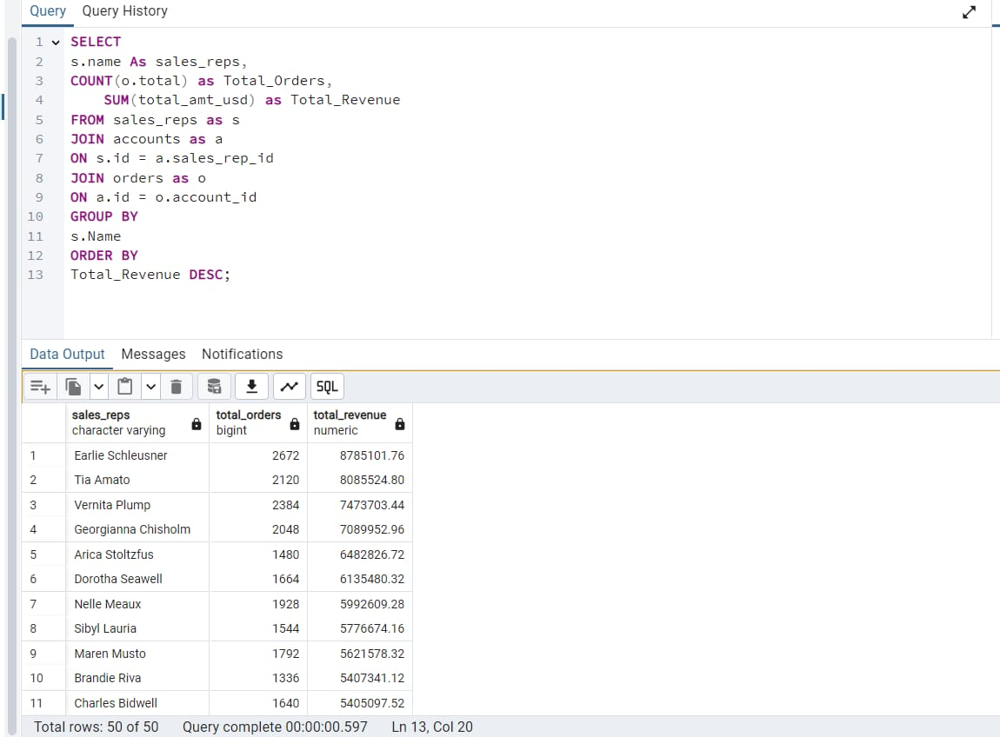 Query Query History
1 SELECT
2 s.name As sales_reps,
3 COUNT(o.total) as Total_Orders,
4 SUM(total_amt_usd) as Total_Revenue
5 FROM sales_reps as s
6 JOIN accounts as a
7 ON s.id = a.sales_rep_id
8 JOIN orders as o
9 ON a.id = o.account_id
10 GROUP BY
11 s.Name
12 ORDER BY
13 Total_Revenue DESC;
Data Output Messages Notifications
SQL
sales_reps total_orders total_revenue
character varying bigint numeric
1 Earlie Schleusner 2672 8785101.76
2 Tia Amato 2120 8085524.80
3 Vernita Plump 2384 7473703.44
4 Georgianna Chisholm 2048 7089952.96
5 Arica Stoltzfus 1480 6482826.72
6 Dorotha Seawell 1664 6135480.32
7 Nelle Meaux 1928 5992609.28
8 Sibyl Lauria 1544 5776674.16
9 Maren Musto 1792 5621578.32
10 Brandie Riva 1336 5407341.12
11 Charles Bidwell 1640 5405097.52
Total rows: 50 of 50 Query complete 00:00:00.597 Ln 13, Col 20